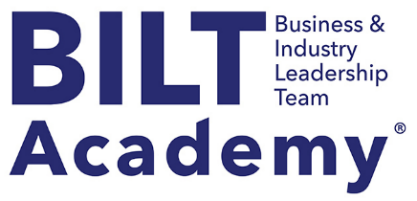 BILT
Business &
Industry
Leadership
Team
Academy®